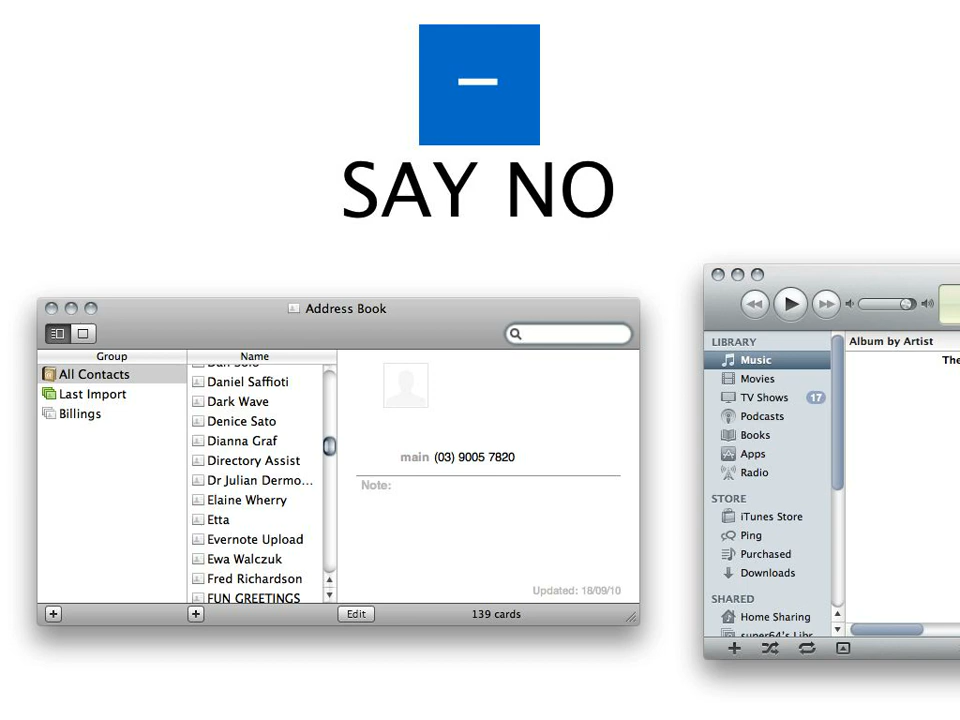 SAY NO
Address Book
Group
Name
All Contacts
Last Import
Billings
Daniel Saffioti
Dark Wave
Denice Sato
Dianna Graf
Directory Assist
Dr Julian Dermo...
Elaine Wherry
Etta
Evernote Upload
Ewa Walczuk
Fred Richardson
FUN GREETINGS
main (03) 9005 7820
Note:
Updated: 18/09/10
Edit
139 cards
LIBRARY
Music
Movies
TV Shows 17
Podcasts
Books
Apps
Radio
STORE
iTunes Store
Ping
Purchased
Downloads
SHARED
Home Sharing
super64's Libr
Album by Artist
The